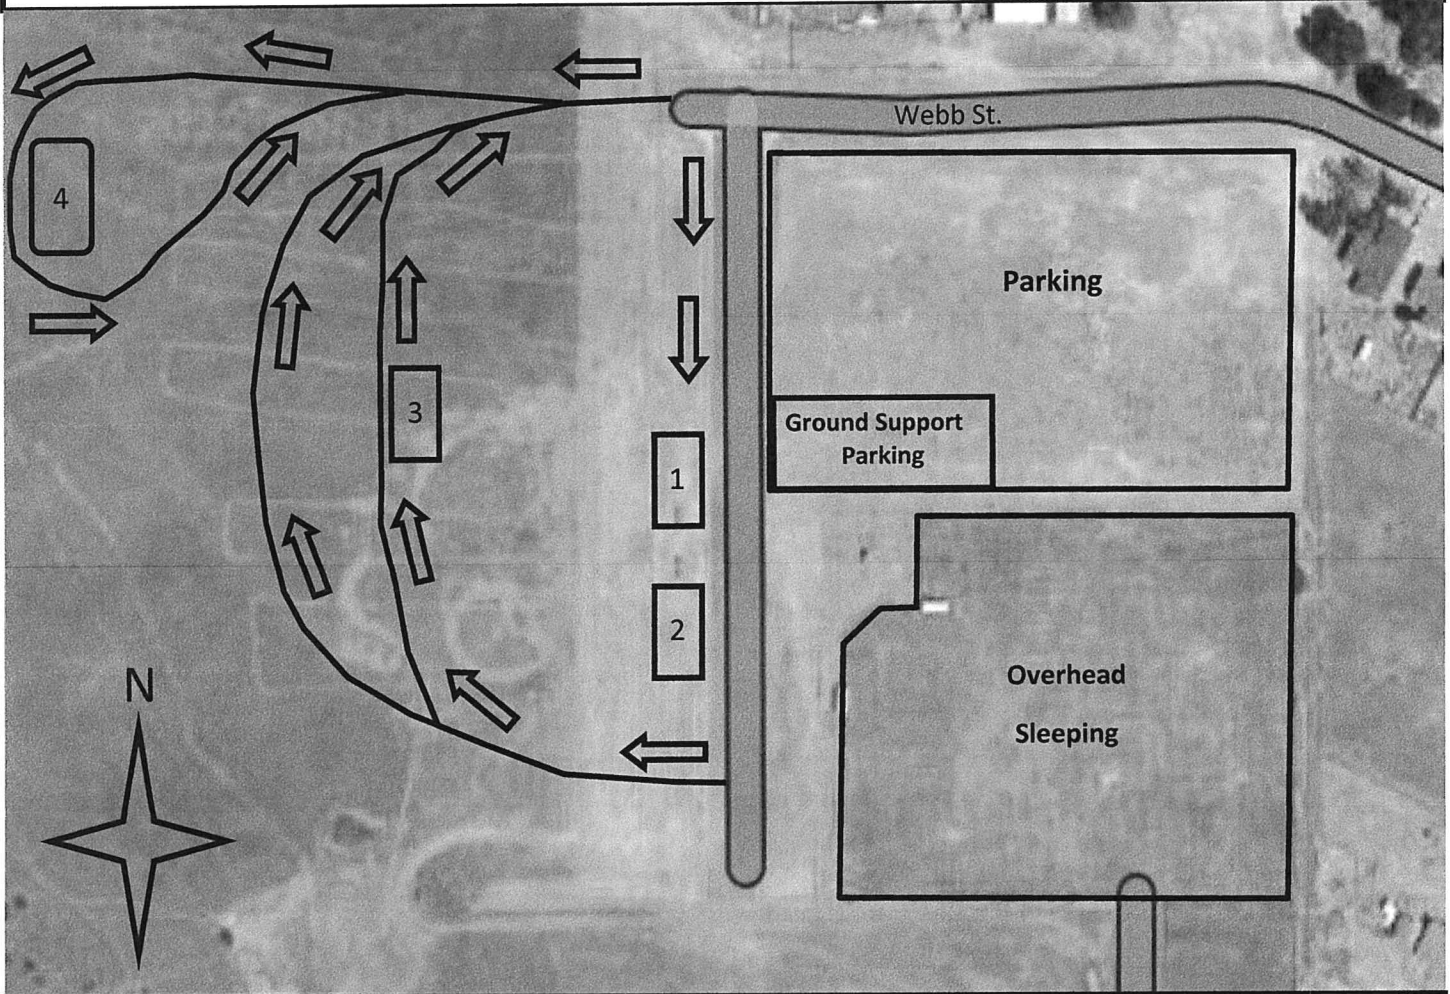 Webb St.
4
Parking
3
Ground Support
Parking
1
2
N
Overhead
Sleeping